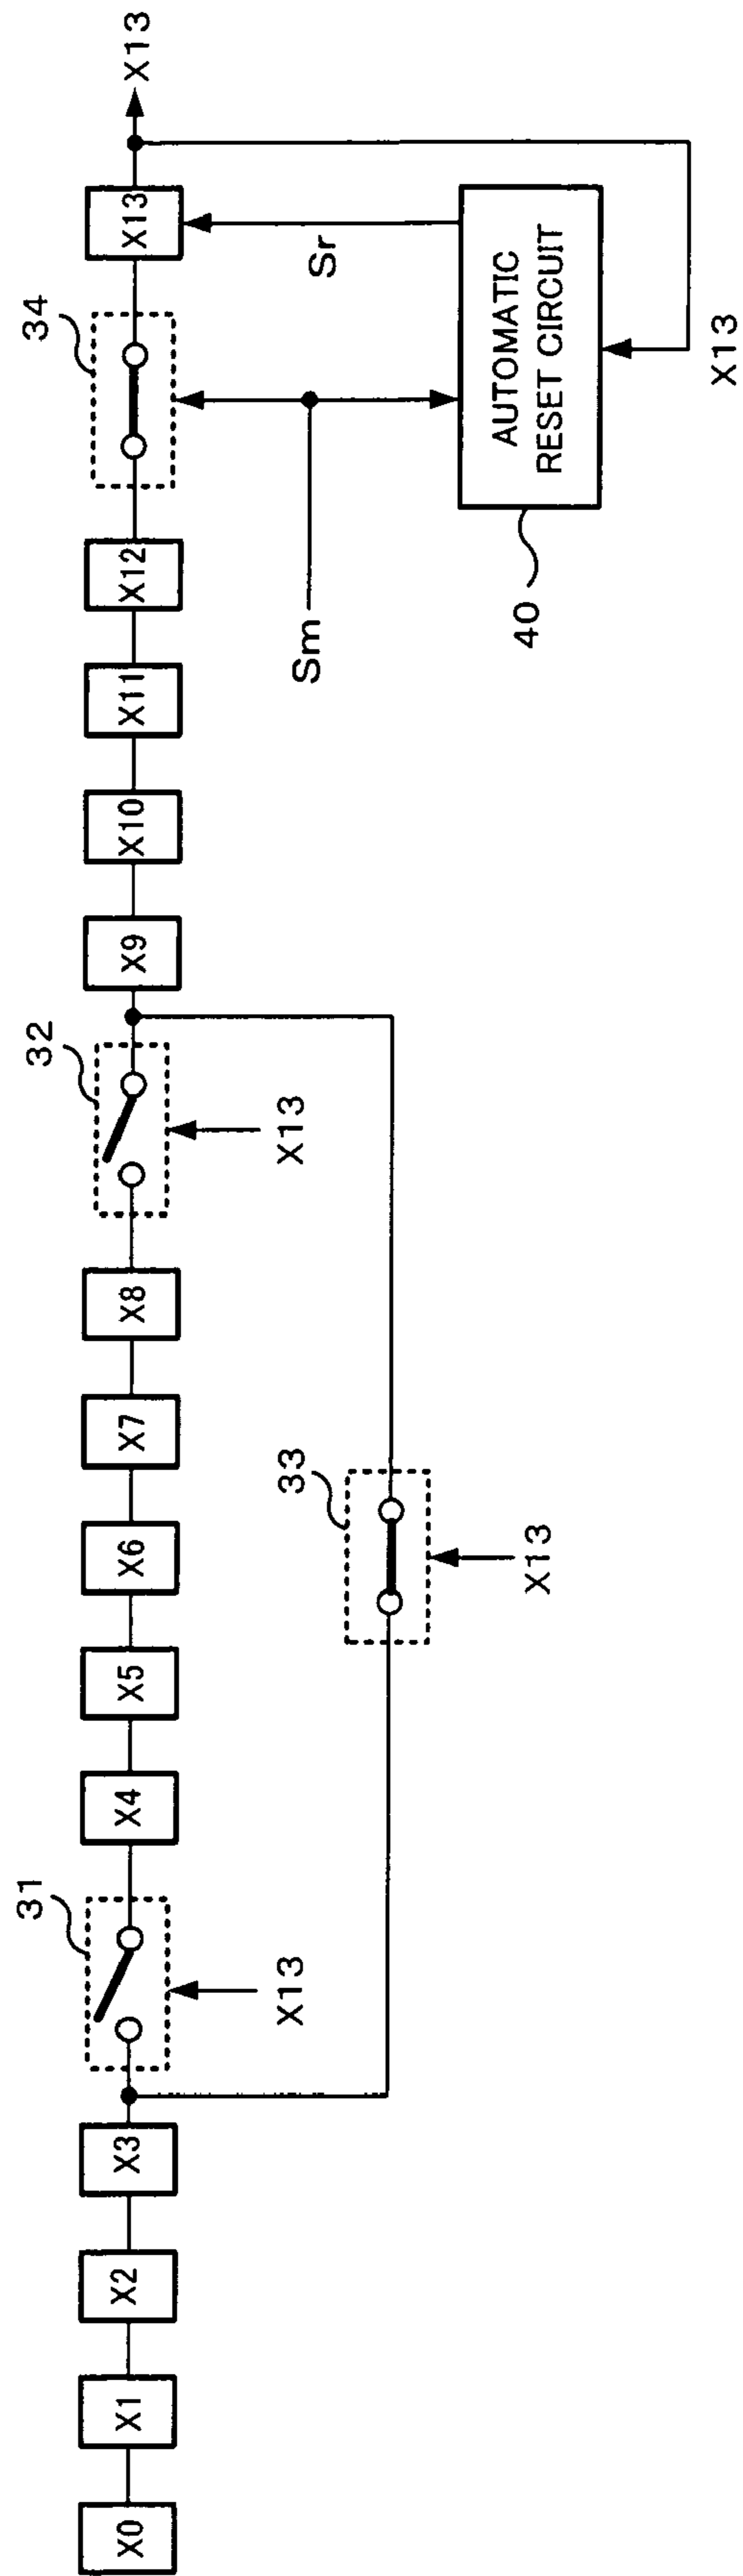 X0
X1
X2
X3
31
X13
X4
X5
X6
X7
X8
32
X13
X9
X10
X11
X12
34
X13
X13
33
X13
Sm
Sr
40
AUTOMATIC
RESET CIRCUIT
X13